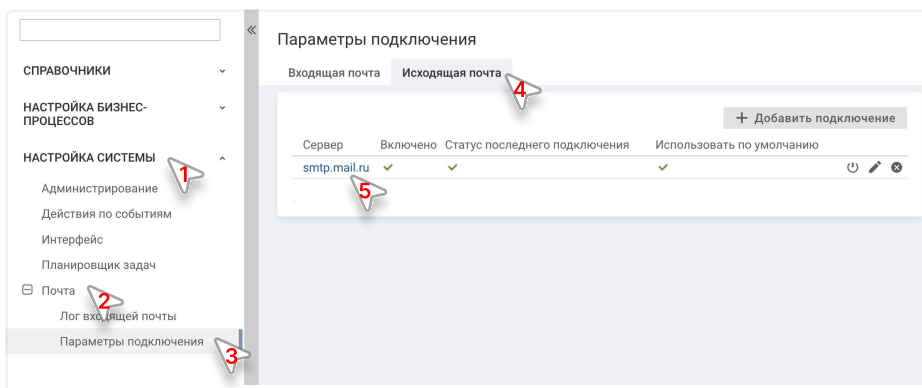 Параметры подключения
СПРАВОЧНИКИ
Входящая почта Исходящая почта
4
НАСТРОЙКА БИЗНЕС-
ПРОЦЕССОВ
+ Добавить подключение
Сервер Включено Статус последнего подключения Использовать по умолчанию
НАСТРОЙКА СИСТЕМЫ
1
smtp.mail.ru
5
Администрирование
Действия по событиям
Интерфейс
Планировщик задач
Почта
2
Лог входящей почты
Параметры подключения
3